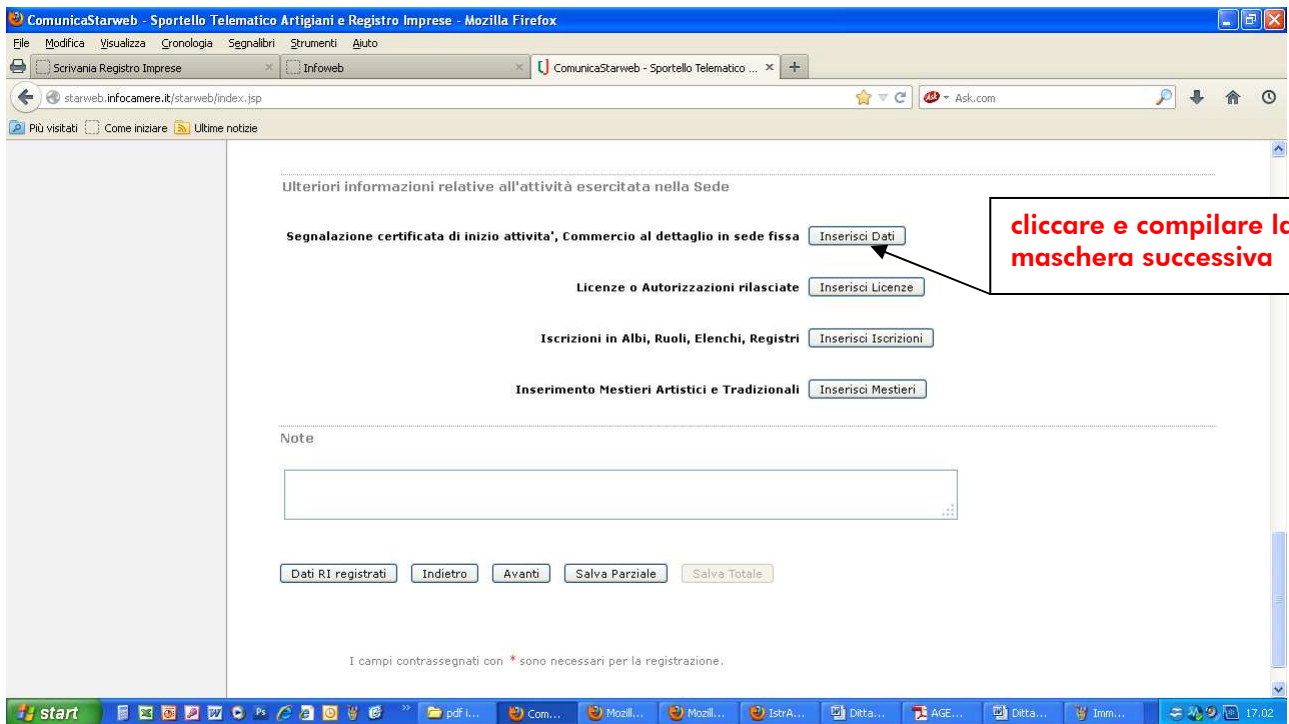 ComunicaStarweb - Sportello Telematico Artigiani e Registro Imprese - Mozilla Firefox
File Modifica Visualizza Cronologia Segnalibri Strumenti Aiuto
Scrivania Registro Imprese × Infoweb × ComunicaStarweb - Sportello Telematico ... × +
starweb.infocamere.it/starweb/index.jsp Ask.com
Più visitati Come iniziare Ultime notizie
Ulteriori informazioni relative all'attività esercitata nella Sede
Segnalazione certificata di inizio attivita', Commercio al dettaglio in sede fissa Inserisci Dati
cliccare e compilare la
maschera successiva
Licenze o Autorizzazioni rilasciate Inserisci Licenze
Iscrizioni in Albi, Ruoli, Elenchi, Registri Inserisci Iscrizioni
Inserimento Mestieri Artistici e Tradizionali Inserisci Mestieri
Note
Dati RI registrati Indietro Avanti Salva Parziale Salva Totale
I campi contrassegnati con * sono necessari per la registrazione.
start pdf i... Com... Mozill... Mozill... IstrA... Ditta... AGE... Ditta... Imm... 17.02